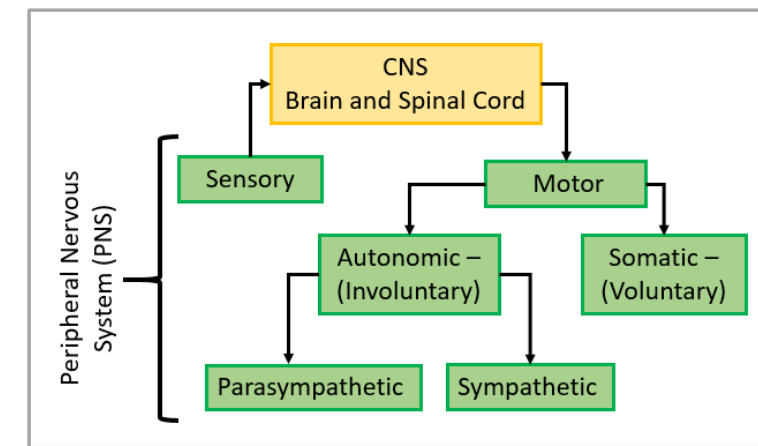 CNS
Brain and Spinal Cord
Peripheral Nervous
System (PNS)
Sensory
Motor
Autonomic –
(Involuntary)
Somatic –
(Voluntary)
Parasympathetic
Sympathetic